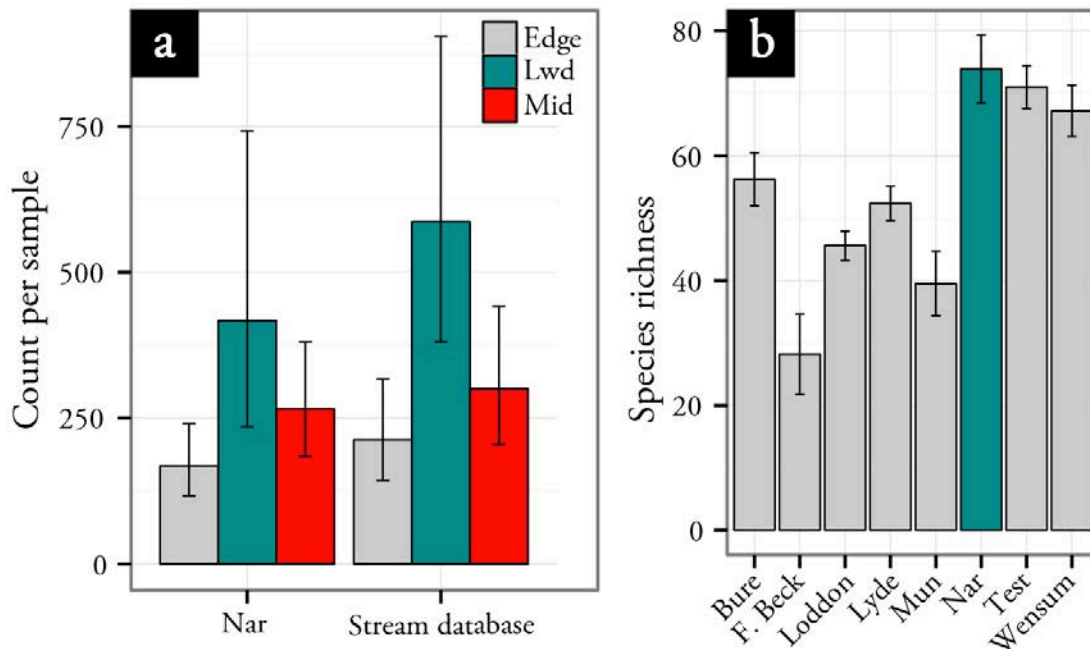 a
Edge
Lwd
Mid
750
500
250
0
Count per sample
Nar
Stream database
b
80
60
40
20
0
Species richness
Bure
F. Beck
Loddon
Lyde
Mun
Nar
Test
Wensum